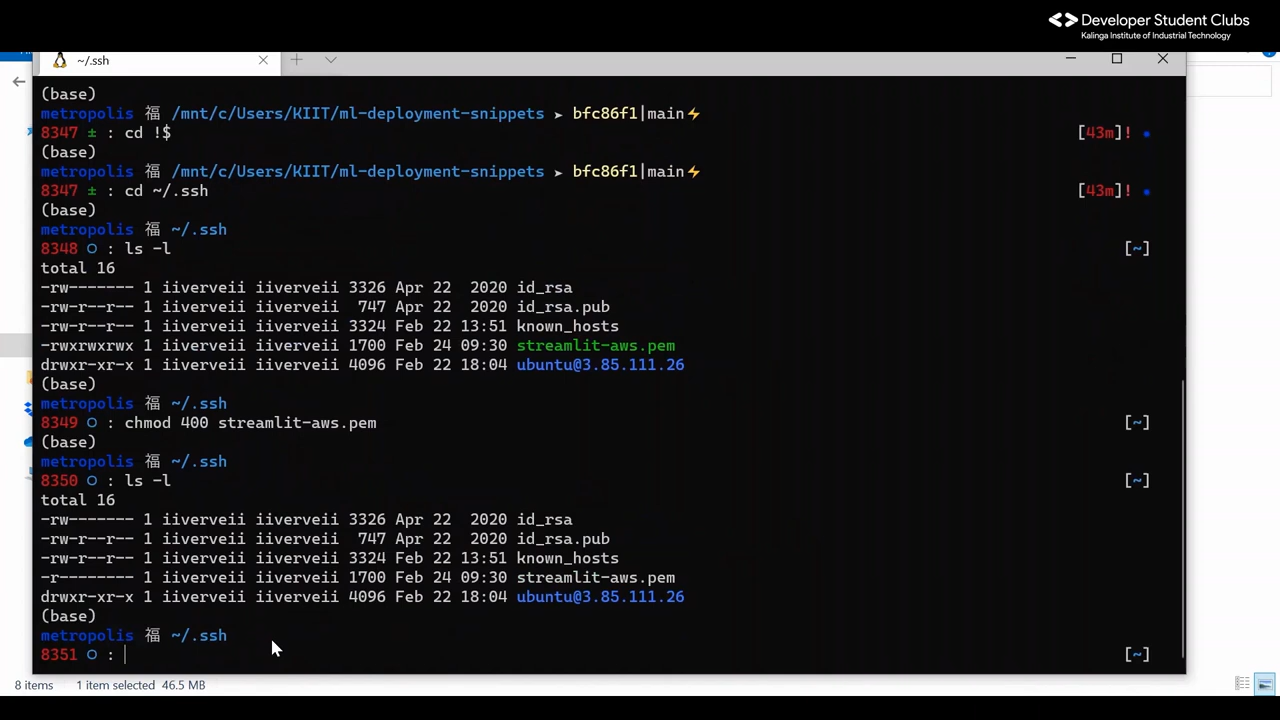 Developer Student Clubs
Kalinga Institute of Industrial Technology
~/.ssh
(base)
metropolis 福 /mnt/c/Users/KIIT/ml-deployment-snippets ➤ bfc86f1|main⚡
8347 ± : cd !$ [43m]! •
(base)
metropolis 福 /mnt/c/Users/KIIT/ml-deployment-snippets ➤ bfc86f1|main⚡
8347 ± : cd ~/.ssh [43m]! •
(base)
metropolis 福 ~/.ssh
8348 ○ : ls -l [~]
total 16
-rw------- 1 iiverveii iiverveii 3326 Apr 22  2020 id_rsa
-rw-r--r-- 1 iiverveii iiverveii  747 Apr 22  2020 id_rsa.pub
-rw-r--r-- 1 iiverveii iiverveii 3324 Feb 22 13:51 known_hosts
-rwxrwxrwx 1 iiverveii iiverveii 1700 Feb 24 09:30 streamlit-aws.pem
drwxr-xr-x 1 iiverveii iiverveii 4096 Feb 22 18:04 ubuntu@3.85.111.26
(base)
metropolis 福 ~/.ssh
8349 ○ : chmod 400 streamlit-aws.pem [~]
(base)
metropolis 福 ~/.ssh
8350 ○ : ls -l [~]
total 16
-rw------- 1 iiverveii iiverveii 3326 Apr 22  2020 id_rsa
-rw-r--r-- 1 iiverveii iiverveii  747 Apr 22  2020 id_rsa.pub
-rw-r--r-- 1 iiverveii iiverveii 3324 Feb 22 13:51 known_hosts
-r-------- 1 iiverveii iiverveii 1700 Feb 24 09:30 streamlit-aws.pem
drwxr-xr-x 1 iiverveii iiverveii 4096 Feb 22 18:04 ubuntu@3.85.111.26
(base)
metropolis 福 ~/.ssh
8351 ○ : [~]
8 items 1 item selected 46.5 MB